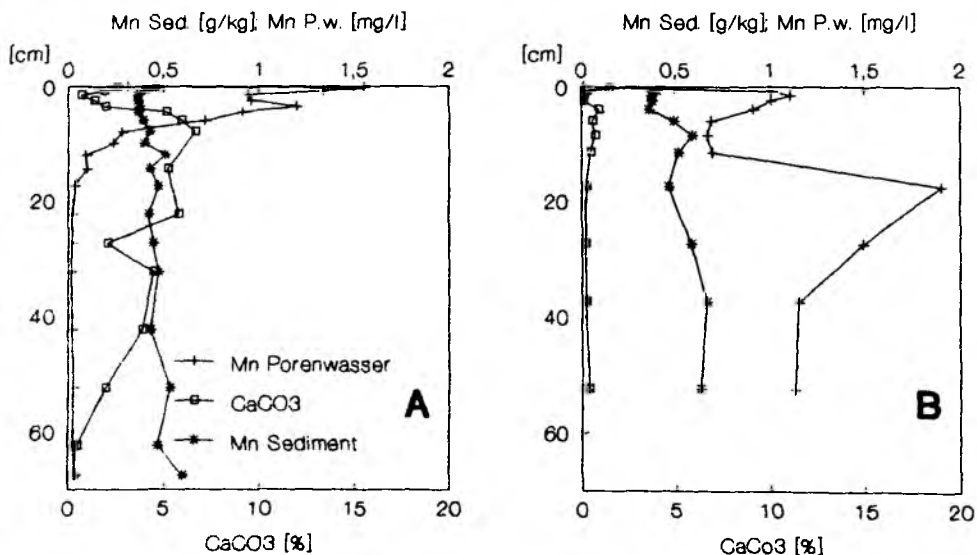 Mn Sed. [g/kg]; Mn P.w. [mg/l]
[cm]
0 0,5 1 1,5 2
0
20
40
60
Mn Porenwasser
CaCO3
Mn Sediment
A
0 5 10 15 20
CaCO3 [%]
Mn Sed. [g/kg]; Mn P.w. [mg/l]
[cm]
0 0,5 1 1,5 2
0
20
40
60
B
0 5 10 15 20
CaCo3 [%]